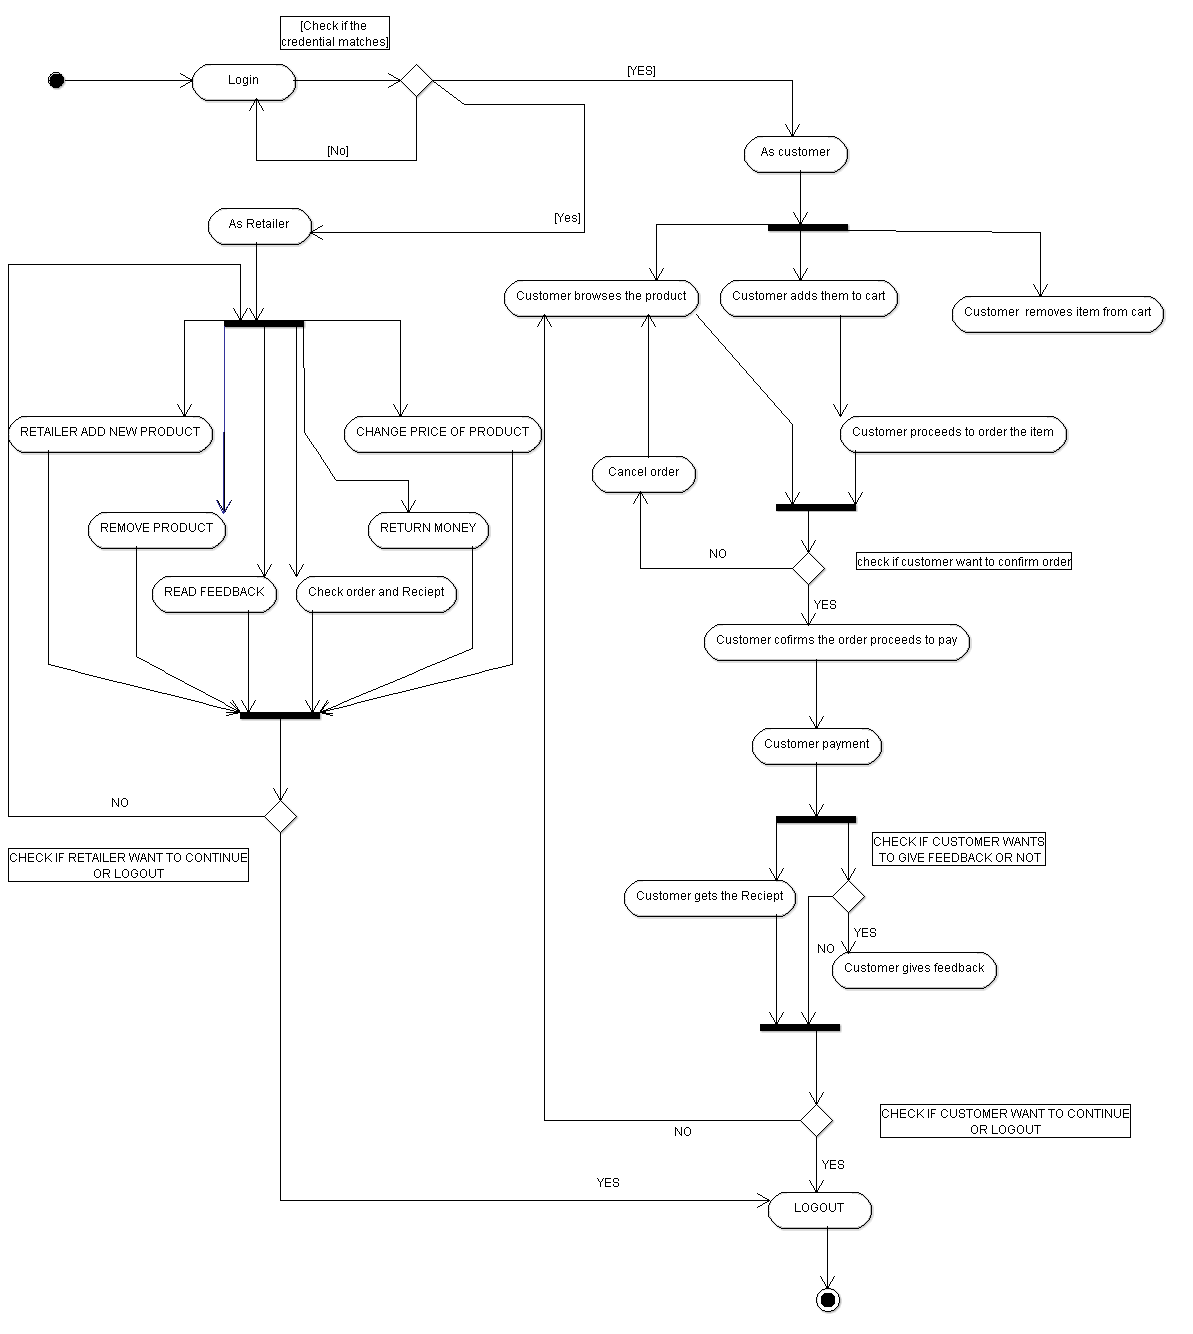 [Check if the
credential matches]
[YES]
Login
[No]
As customer
[Yes]
As Retailer
Customer browses the product
Customer adds them to cart
Customer  removes item from cart
RETAILER ADD NEW PRODUCT
CHANGE PRICE OF PRODUCT
Customer proceeds to order the item
Cancel order
REMOVE PRODUCT
RETURN MONEY
NO
check if customer want to confirm order
READ FEEDBACK
Check order and Reciept
YES
Customer cofirms the order proceeds to pay
Customer payment
NO
CHECK IF RETAILER WANT TO CONTINUE
OR LOGOUT
CHECK IF CUSTOMER WANTS
TO GIVE FEEDBACK OR NOT
Customer gets the Reciept
YES
NO
Customer gives feedback
CHECK IF CUSTOMER WANT TO CONTINUE
OR LOGOUT
NO
YES
YES
LOGOUT